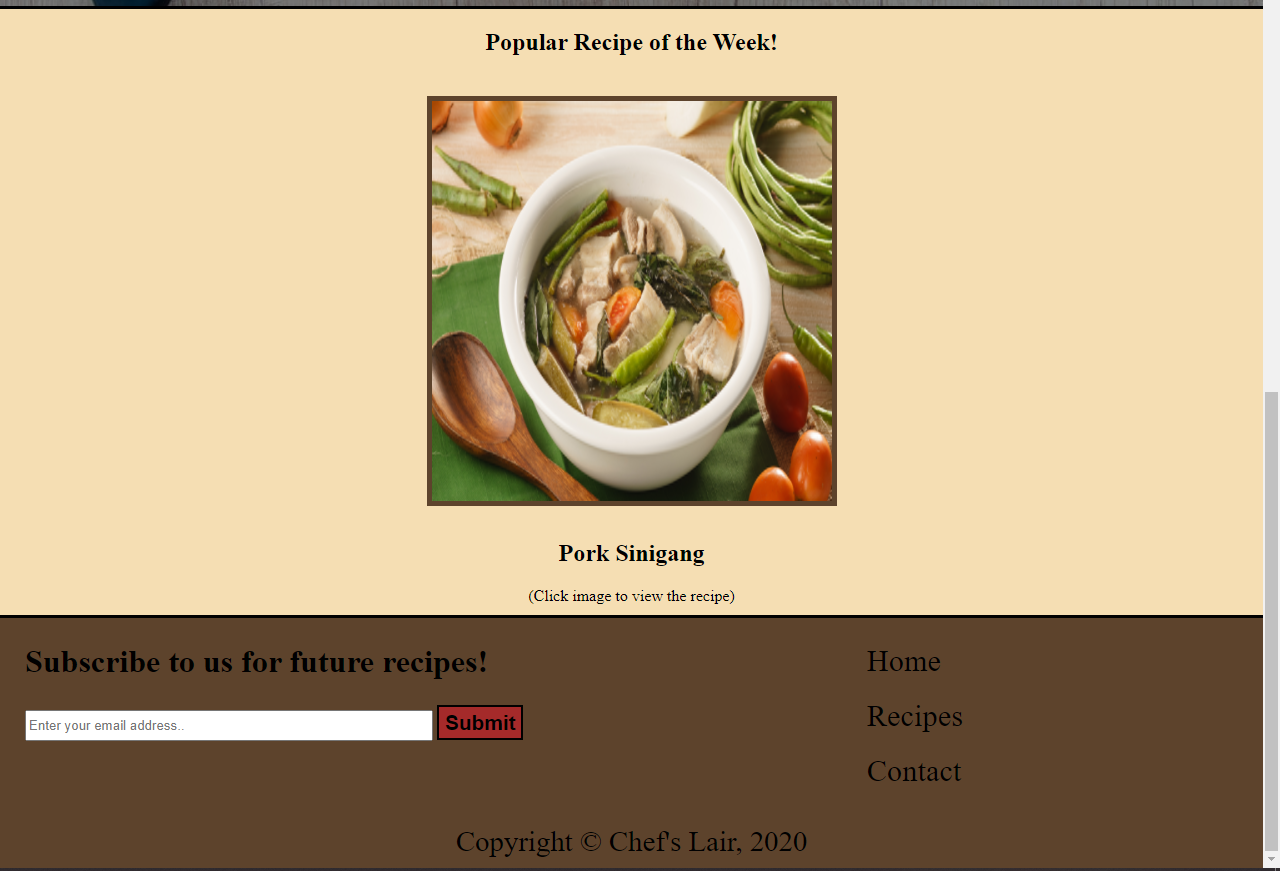 Popular Recipe of the Week!
Pork Sinigang
(Click image to view the recipe)
Subscribe to us for future recipes!
Enter your email address..
Submit
Home
Recipes
Contact
Copyright © Chef's Lair, 2020